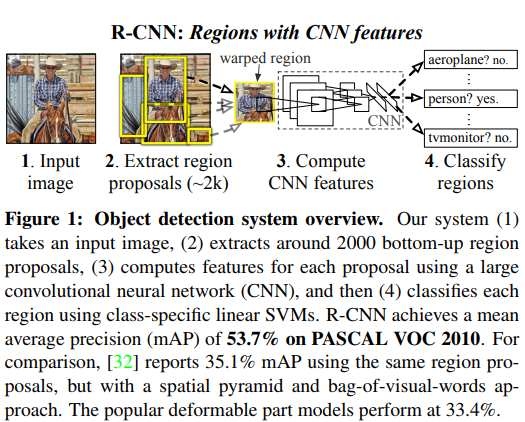 R-CNN: Regions with CNN features
warped region
aeroplane? no.
⋮
person? yes.
⋮
tvmonitor? no.
CNN
1. Input
image
2. Extract region
proposals (~2k)
3. Compute
CNN features
4. Classify
regions
Figure 1: Object detection system overview. Our system (1)
takes an input image, (2) extracts around 2000 bottom-up region
proposals, (3) computes features for each proposal using a large
convolutional neural network (CNN), and then (4) classifies each
region using class-specific linear SVMs. R-CNN achieves a mean
average precision (mAP) of 53.7% on PASCAL VOC 2010. For
comparison, [32] reports 35.1% mAP using the same region pro-
posals, but with a spatial pyramid and bag-of-visual-words ap-
proach. The popular deformable part models perform at 33.4%.